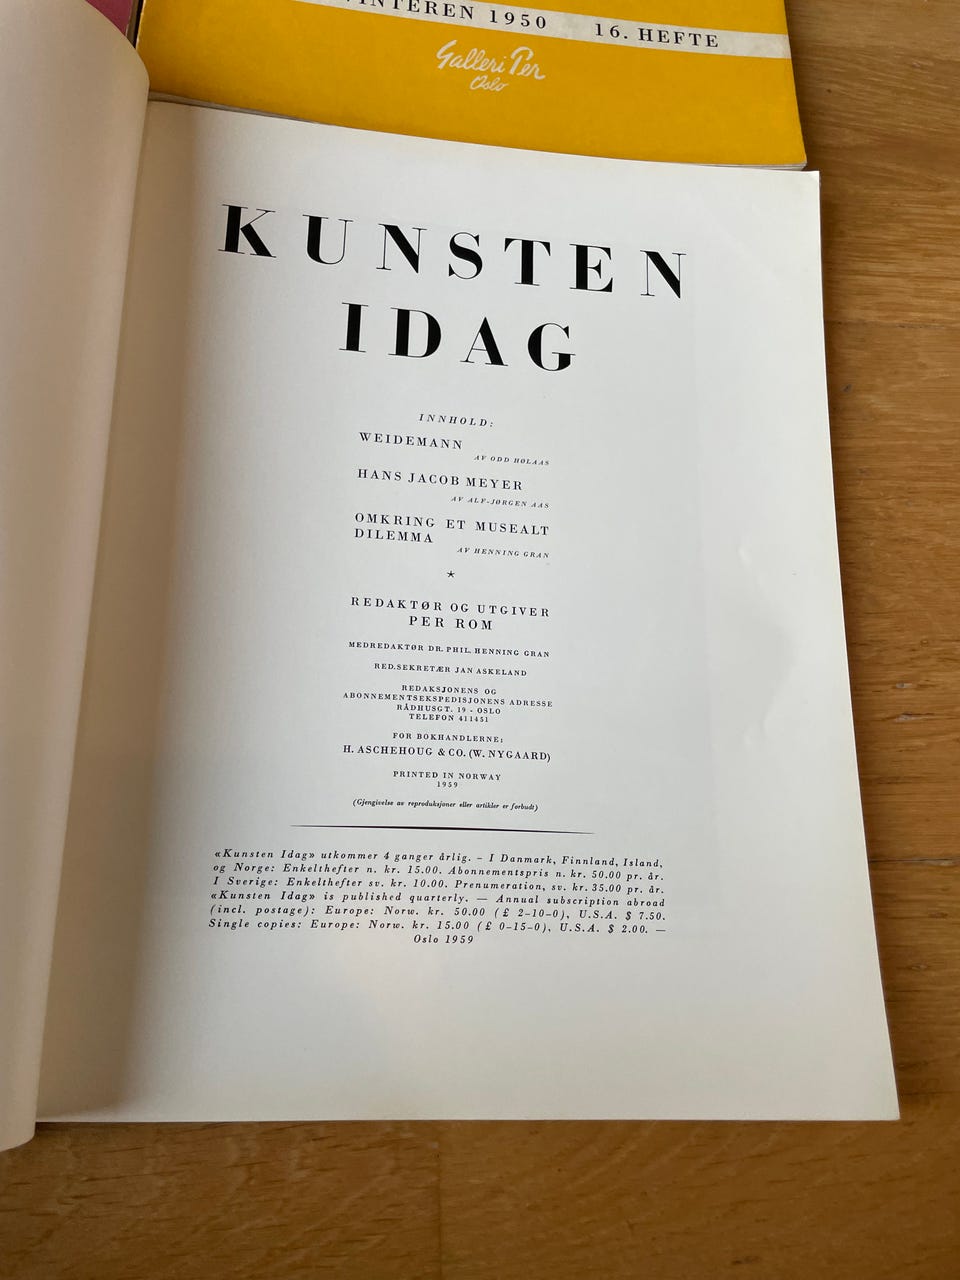 VINTEREN 1950 16. HEFTE
Galleri Per
Oslo
KUNSTEN
IDAG
INNHOLD:
WEIDEMANN
AV ODD HØLAAS
HANS JACOB MEYER
AV ALF-JØRGEN AAS
OMKRING ET MUSEALT
DILEMMA
AV HENNING GRAN
*
REDAKTØR OG UTGIVER
PER ROM
MEDREDAKTØR DR. PHIL. HENNING GRAN
RED.SEKRETÆR JAN ASKELAND
REDAKSJONENS OG
ABONNEMENTSEKSPEDISJONENS ADRESSE
RÅDHUSGT. 19 - OSLO
TELEFON 411451
FOR BOKHANDLERNE:
H. ASCHEHOUG & CO. (W. NYGAARD)
PRINTED IN NORWAY
1959
(Gjengivelse av reproduksjoner eller artikler er forbudt)
«Kunsten Idag» utkommer 4 ganger årlig. – I Danmark, Finnland, Island,
og Norge: Enkelthefter n. kr. 15.00. Abonnementspris n. kr. 50.00 pr. år.
I Sverige: Enkelthefter sv. kr. 10.00. Prenumeration, sv. kr. 35.00 pr. år.
«Kunsten Idag» is published quarterly. — Annual subscription abroad
(incl. postage): Europe: Norw. kr. 50.00 (£ 2-10-0), U.S.A. $ 7.50.
Single copies: Europe: Norw. kr. 15.00 (£ 0-15-0), U.S.A. $ 2.00. —
Oslo 1959